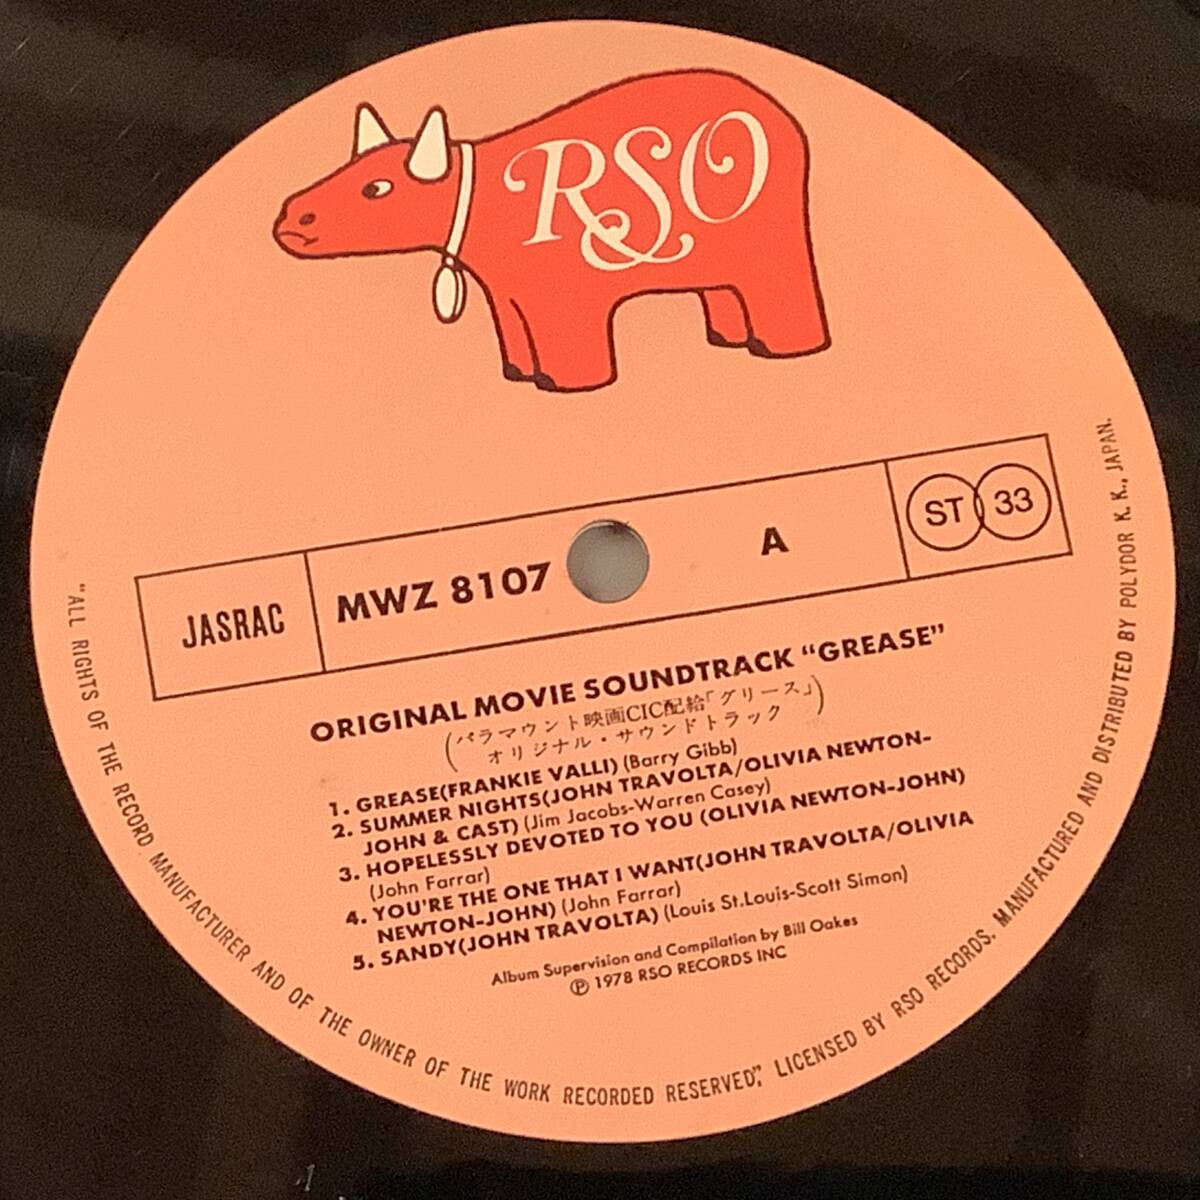 RSO
JASRAC
MWZ 8107
A
ST 33
ORIGINAL MOVIE SOUNDTRACK "GREASE"
(パラマウント映画CIC配給「グリース」
オリジナル・サウンドトラック)
1. GREASE(FRANKIE VALLI) (Barry Gibb)
2. SUMMER NIGHTS(JOHN TRAVOLTA/OLIVIA NEWTON-
JOHN & CAST) (Jim Jacobs-Warren Casey)
3. HOPELESSLY DEVOTED TO YOU (OLIVIA NEWTON-JOHN)
(John Farrar)
4. YOU'RE THE ONE THAT I WANT(JOHN TRAVOLTA/OLIVIA
NEWTON-JOHN) (John Farrar)
5. SANDY(JOHN TRAVOLTA) (Louis St.Louis-Scott Simon)
Album Supervision and Compilation by Bill Oakes
℗ 1978 RSO RECORDS INC
"ALL RIGHTS OF THE RECORD MANUFACTURER AND OF THE OWNER OF THE WORK RECORDED RESERVED", LICENSED BY RSO RECORDS. MANUFACTURED AND DISTRIBUTED BY POLYDOR K. K., JAPAN.